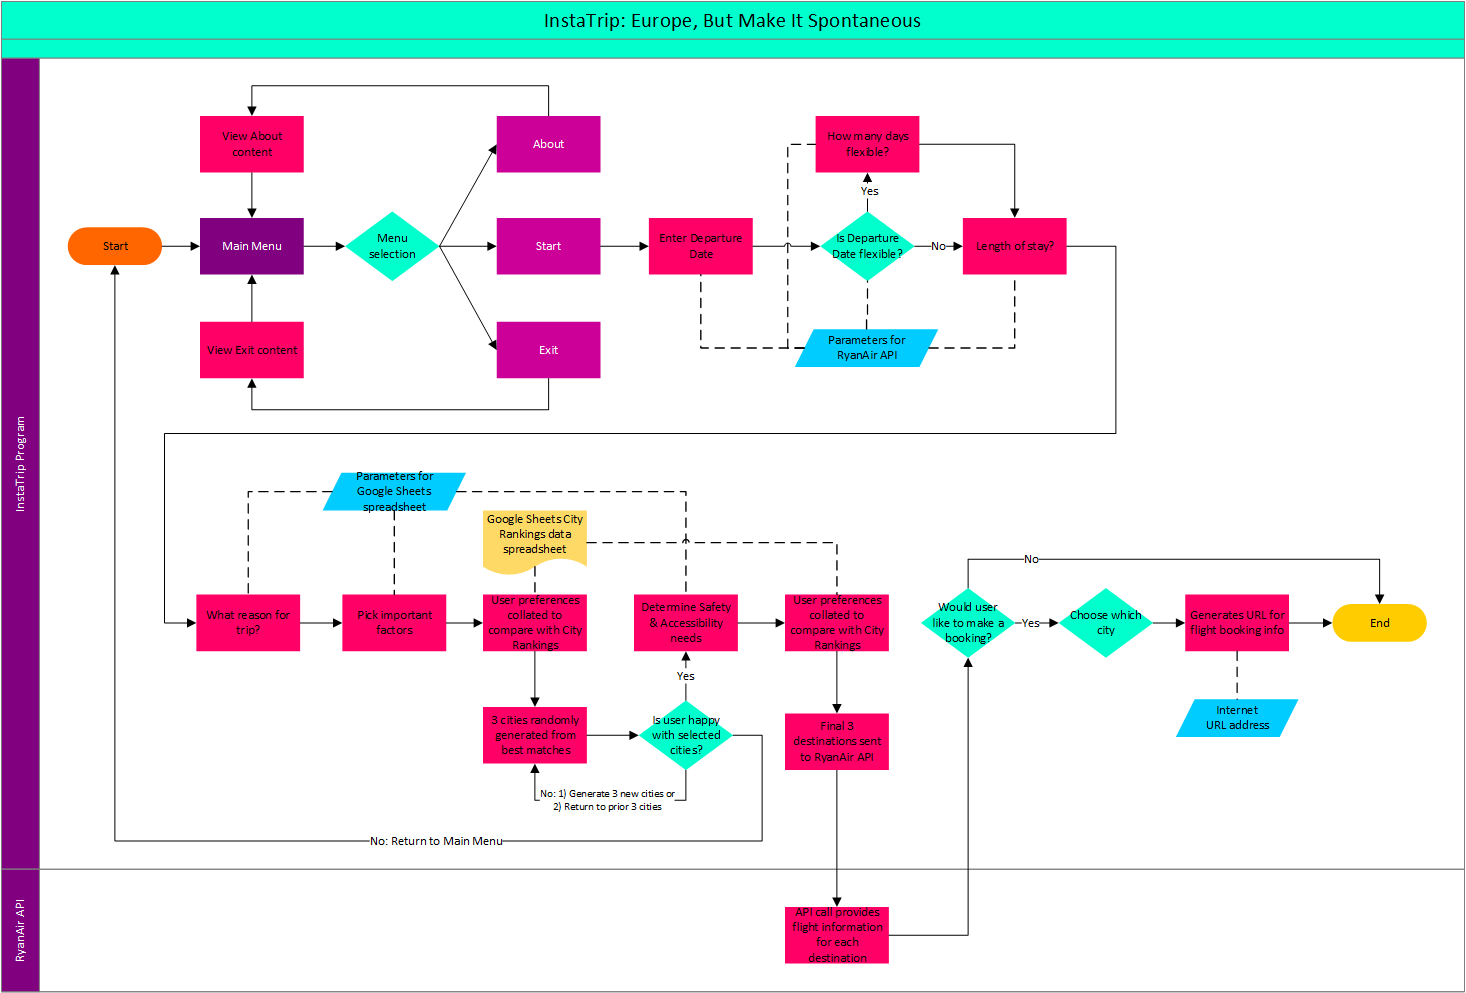 InstaTrip: Europe, But Make It Spontaneous
InstaTrip Program
View About
content
About
How many days
flexible?
Yes
Start
Main Menu
Menu
selection
Start
Enter Departure
Date
Is Departure
Date flexible?
No
Length of stay?
View Exit content
Exit
Parameters for
RyanAir API
Parameters for
Google Sheets
spreadsheet
Google Sheets City
Rankings data
spreadsheet
No
What reason for
trip?
Pick important
factors
User preferences
collated to
compare with City
Rankings
Determine Safety
& Accessibility
needs
User preferences
collated to
compare with City
Rankings
Would user
like to make a
booking?
Yes
Choose which
city
Generates URL for
flight booking info
End
Yes
3 cities randomly
generated from
best matches
Is user happy
with selected
cities?
Final 3
destinations sent
to RyanAir API
Internet
URL address
No: 1) Generate 3 new cities or
2) Return to prior 3 cities
No: Return to Main Menu
RyanAir API
API call provides
flight information
for each
destination